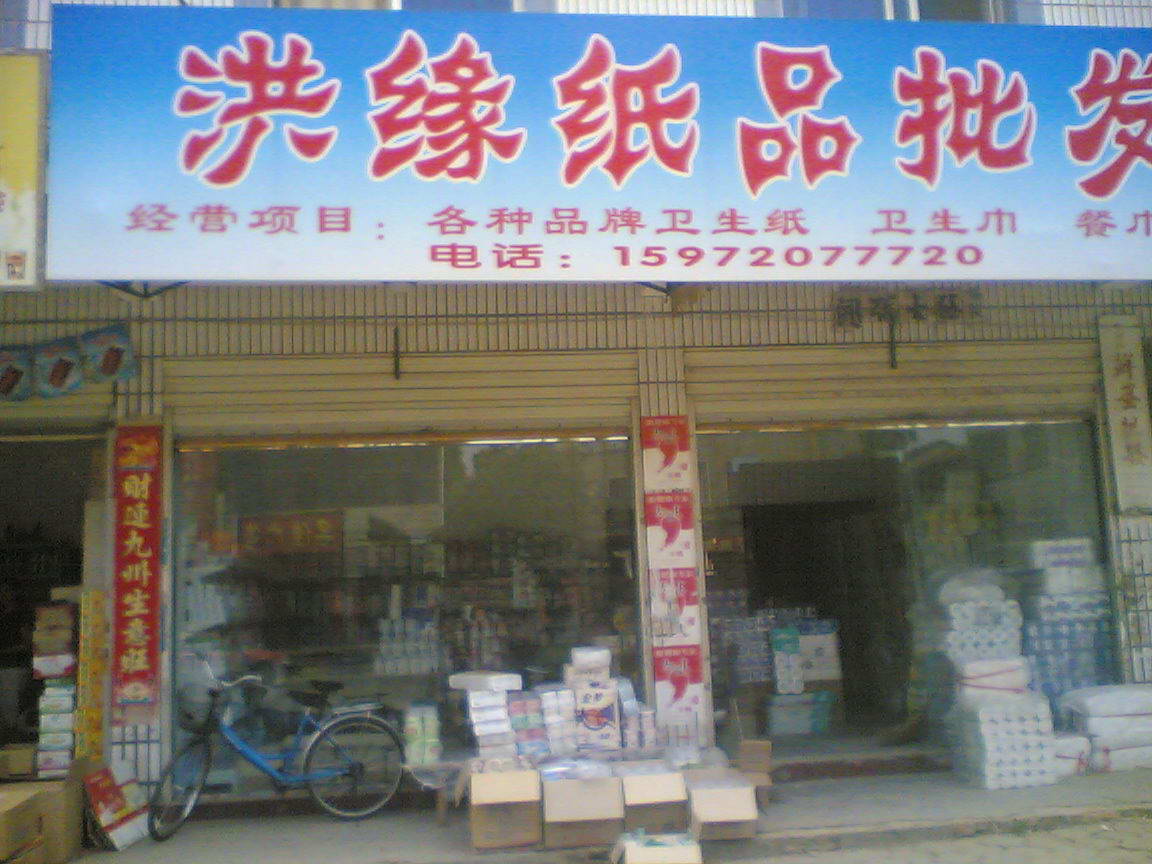 洪缘纸品批发
经营项目：各种品牌卫生纸 卫生巾 餐巾
电话：15972077720
财运九州生意旺